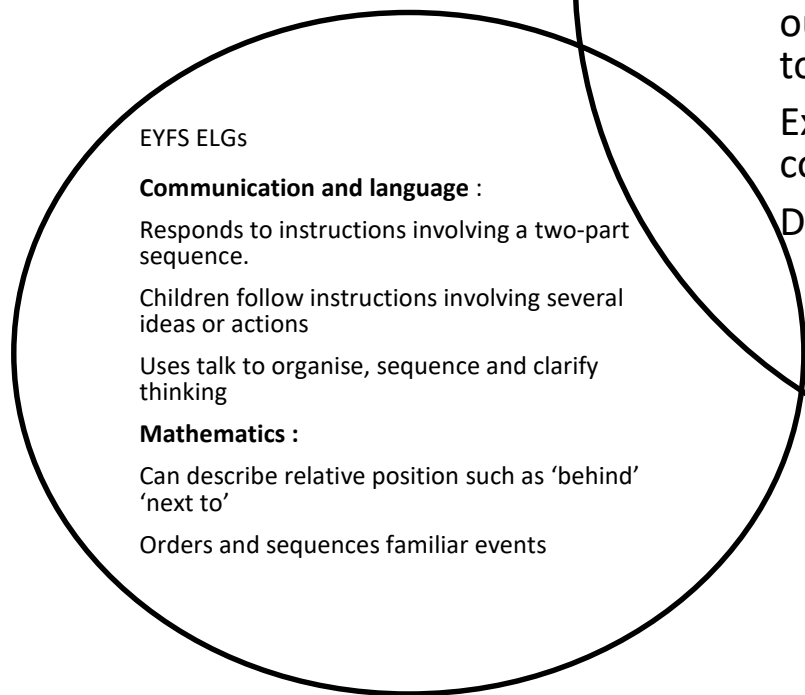 EYFS ELGs
Communication and language :
Responds to instructions involving a two-part
sequence.
Children follow instructions involving several
ideas or actions
Uses talk to organise, sequence and clarify
thinking
Mathematics :
Can describe relative position such as ‘behind’
‘next to’
Orders and sequences familiar events